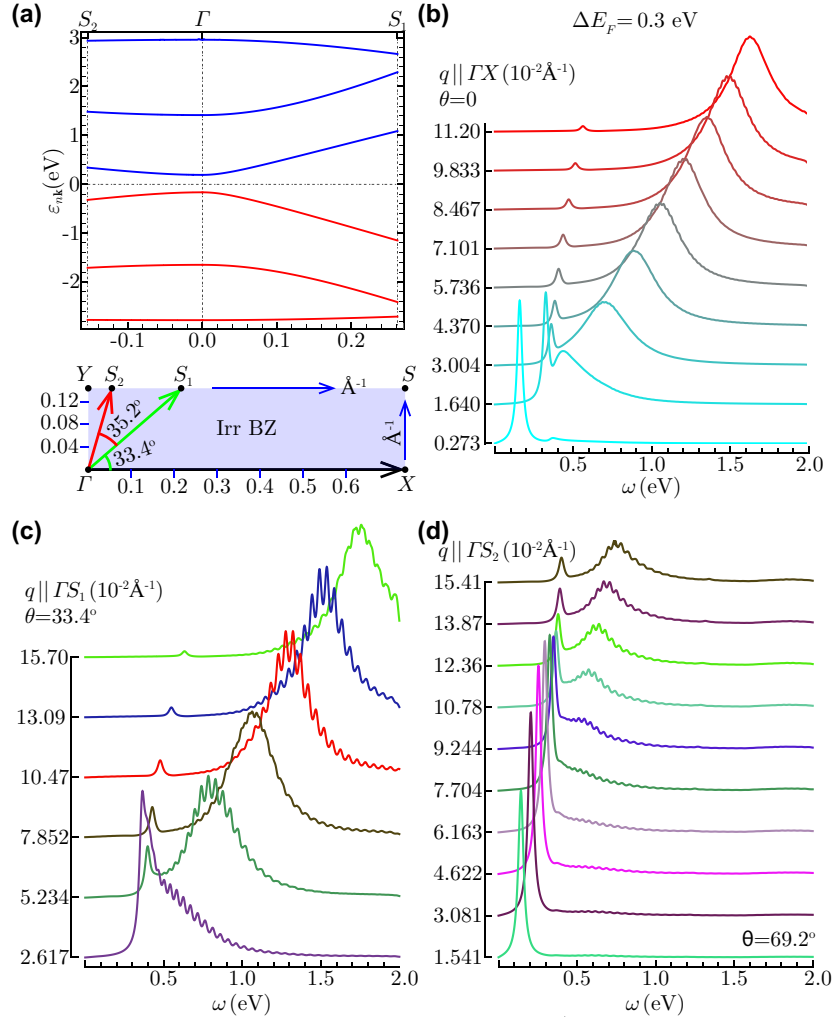 (a)
S₂ Γ S₁
3
2
1
0
-1
-2
ε_nk(eV)
-0.1 0.0 0.1 0.2
Y S₂ S₁ S
Å⁻¹
0.12
0.08
0.04
35.2°
33.4°
Irr BZ
Å⁻¹
Γ 0.1 0.2 0.3 0.4 0.5 0.6 X
(b)
ΔE_F=0.3 eV
q||ΓX(10⁻²Å⁻¹)
θ=0
11.20
9.833
8.467
7.101
5.736
4.370
3.004
1.640
0.273
0.5 1.0 1.5 2.0
ω(eV)
(c)
q||ΓS₁(10⁻²Å⁻¹)
θ=33.4°
15.70
13.09
10.47
7.852
5.234
2.617
0.5 1.0 1.5 2.0
ω(eV)
(d)
q||ΓS₂(10⁻²Å⁻¹)
15.41
13.87
12.36
10.78
9.244
7.704
6.163
4.622
3.081
1.541
θ=69.2°
0.5 1.0 1.5 2.0
ω(eV)